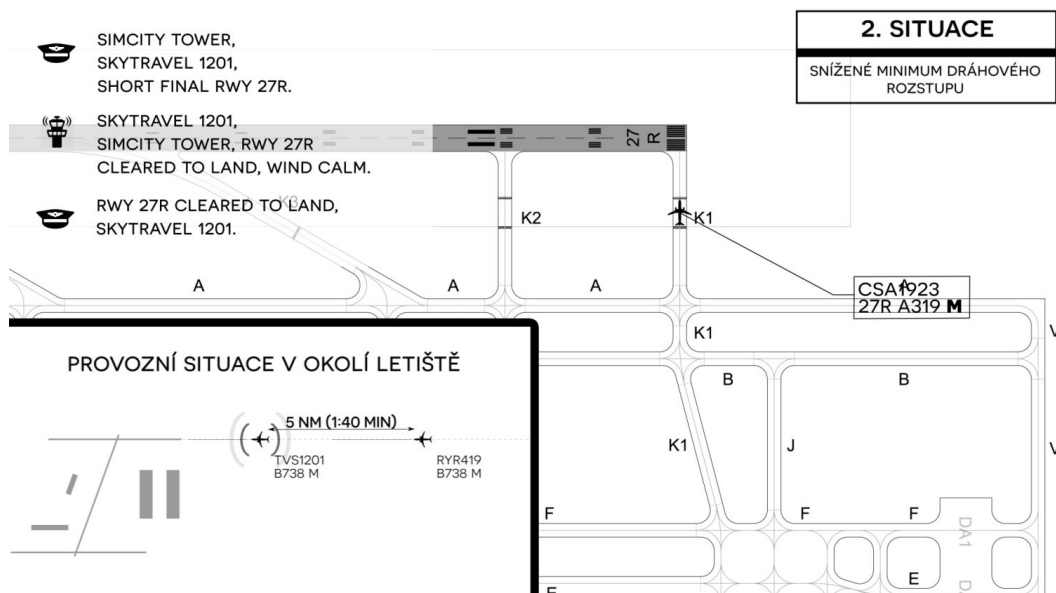 SIMCITY TOWER,
SKYTRAVEL 1201,
SHORT FINAL RWY 27R.
SKYTRAVEL 1201,
SIMCITY TOWER, RWY 27R
CLEARED TO LAND, WIND CALM.
RWY 27R CLEARED TO LAND,
SKYTRAVEL 1201.
2. SITUACE
SNÍŽENÉ MINIMUM DRÁHOVÉHO
ROZSTUPU
27
R
K3
K2
K1
A
A
A
A
CSA1923
27R A319 M
K1
V
B
B
K1
J
V
F
F
F
DA1
E
E
D
PROVOZNÍ SITUACE V OKOLÍ LETIŠTĚ
5 NM (1:40 MIN)
TVS1201
B738 M
RYR419
B738 M